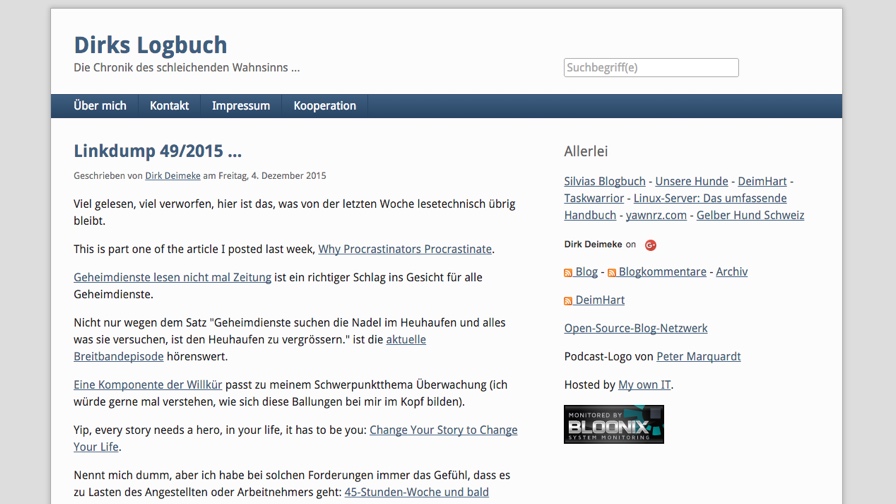 Dirks Logbuch
Die Chronik des schleichenden Wahnsinns ...
Suchbegriff(e)
Über mich
Kontakt
Impressum
Kooperation
Linkdump 49/2015 ...
Geschrieben von Dirk Deimeke am Freitag, 4. Dezember 2015
Viel gelesen, viel verworfen, hier ist das, was von der letzten Woche lesetechnisch übrig
bleibt.
This is part one of the article I posted last week, Why Procrastinators Procrastinate.
Geheimdienste lesen nicht mal Zeitung ist ein richtiger Schlag ins Gesicht für alle
Geheimdienste.
Nicht nur wegen dem Satz "Geheimdienste suchen die Nadel im Heuhaufen und alles
was sie versuchen, ist den Heuhaufen zu vergrössern." ist die aktuelle
Breitbandepisode hörenswert.
Eine Komponente der Willkür passt zu meinem Schwerpunktthema Überwachung (ich
würde gerne mal verstehen, wie sich diese Ballungen bei mir im Kopf bilden).
Yip, every story needs a hero, in your life, it has to be you: Change Your Story to Change
Your Life.
Nennt mich dumm, aber ich habe bei solchen Forderungen immer das Gefühl, dass es
zu Lasten des Angestellten oder Arbeitnehmers geht: 45-Stunden-Woche und bald
Allerlei
Silvias Blogbuch - Unsere Hunde - DeimHart -
Taskwarrior - Linux-Server: Das umfassende
Handbuch - yawnrz.com - Gelber Hund Schweiz
Dirk Deimeke on
Blog - Blogkommentare - Archiv
DeimHart
Open-Source-Blog-Netzwerk
Podcast-Logo von Peter Marquardt
Hosted by My own IT.
MONITORED BY
BLOONIX
SYSTEM MONITORING